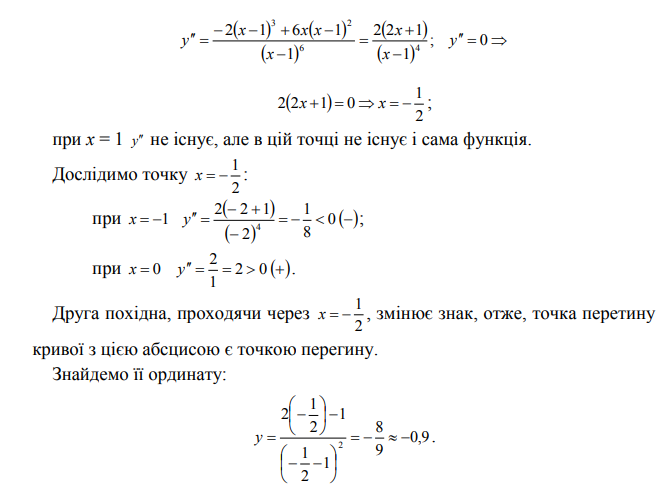 y″ = (−2(x−1)³ + 6x(x−1)²)/(x−1)⁶ = 2(2x+1)/(x−1)⁴; y″ = 0 ⇒
2(2x+1) = 0 ⇒ x = −1/2;
при x = 1 y″ не існує, але в цій точці не існує і сама функція.
Дослідимо точку x = −1/2:
при x = −1 y″ = 2(−2+1)/(−2)⁴ = −1/8 < 0 (−);
при x = 0 y″ = 2/1 = 2 > 0 (+).
Друга похідна, проходячи через x = −1/2, змінює знак, отже, точка перетину
кривої з цією абсцисою є точкою перегину.
Знайдемо її ординату:
y = (2(−1/2)−1)/(−1/2−1)² = −8/9 ≈ −0,9.